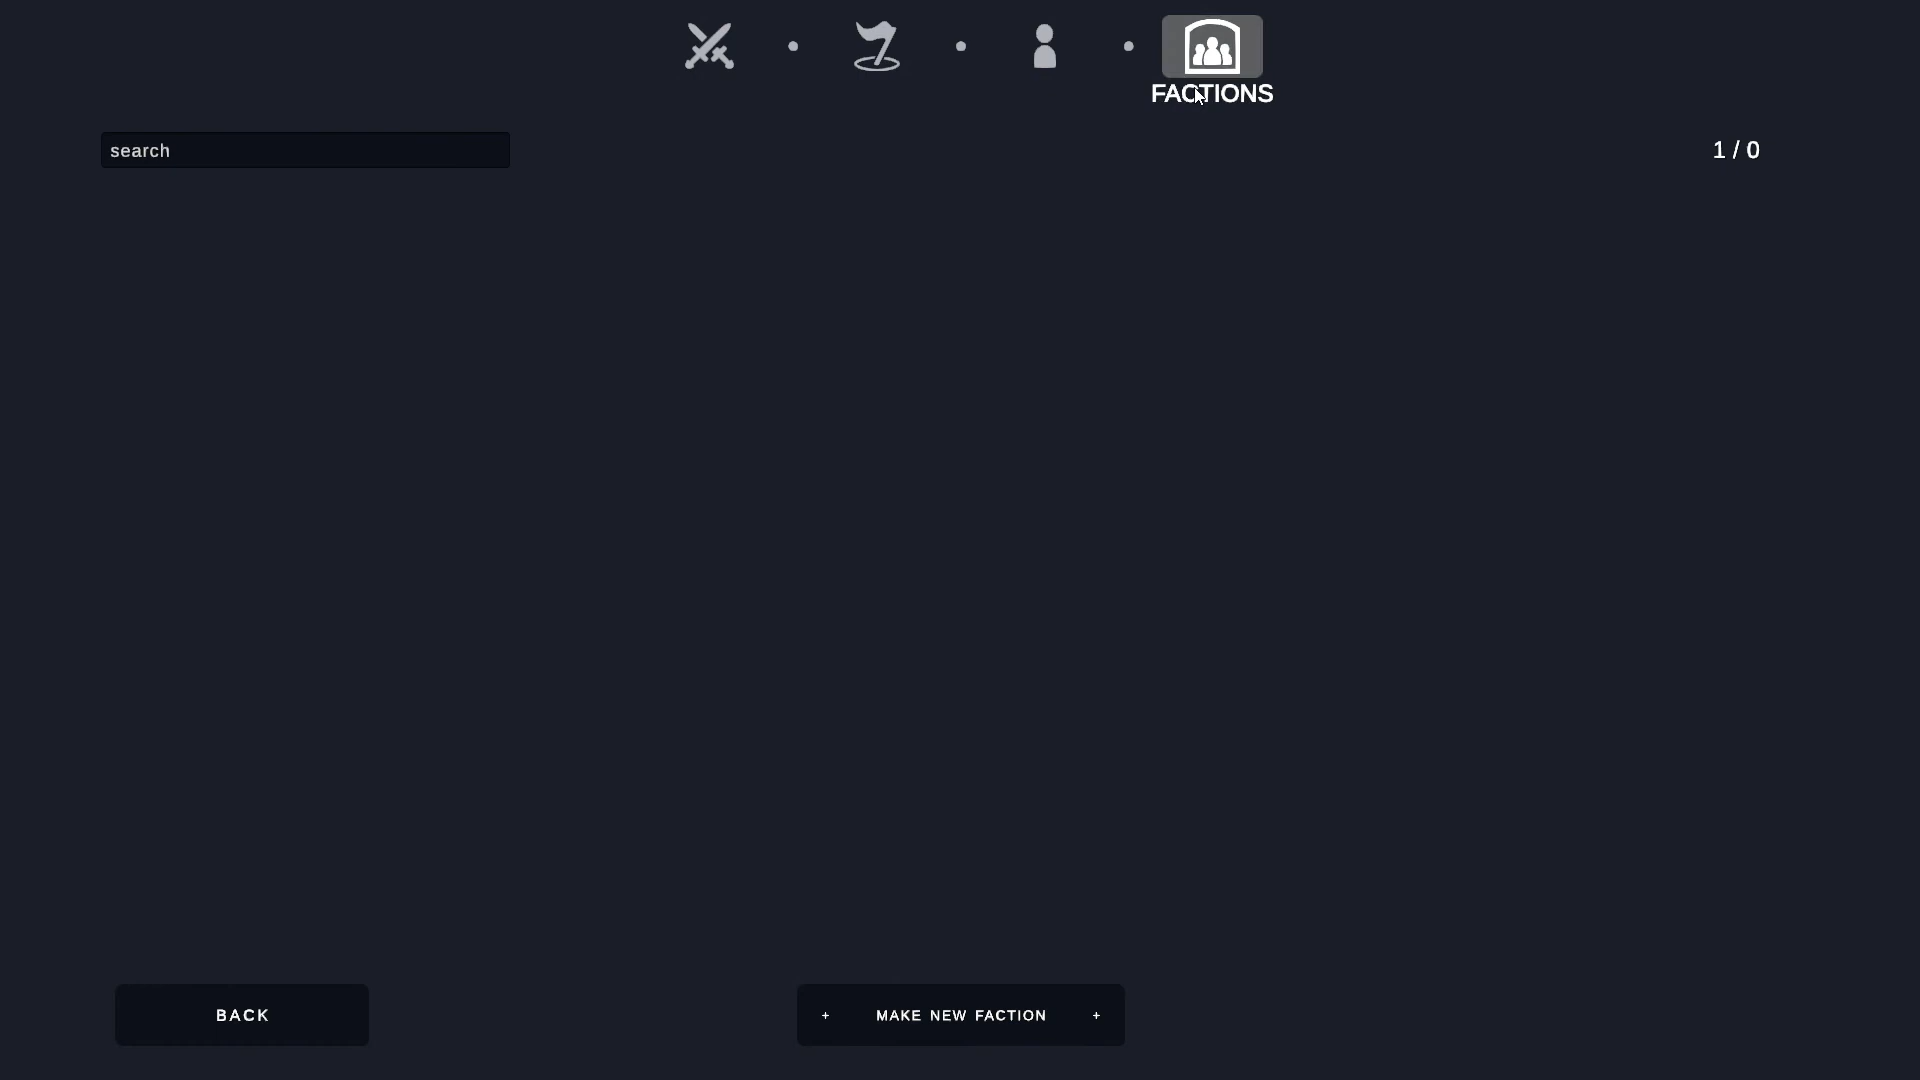 FACTIONS
search
1 / 0
BACK
+ MAKE NEW FACTION +